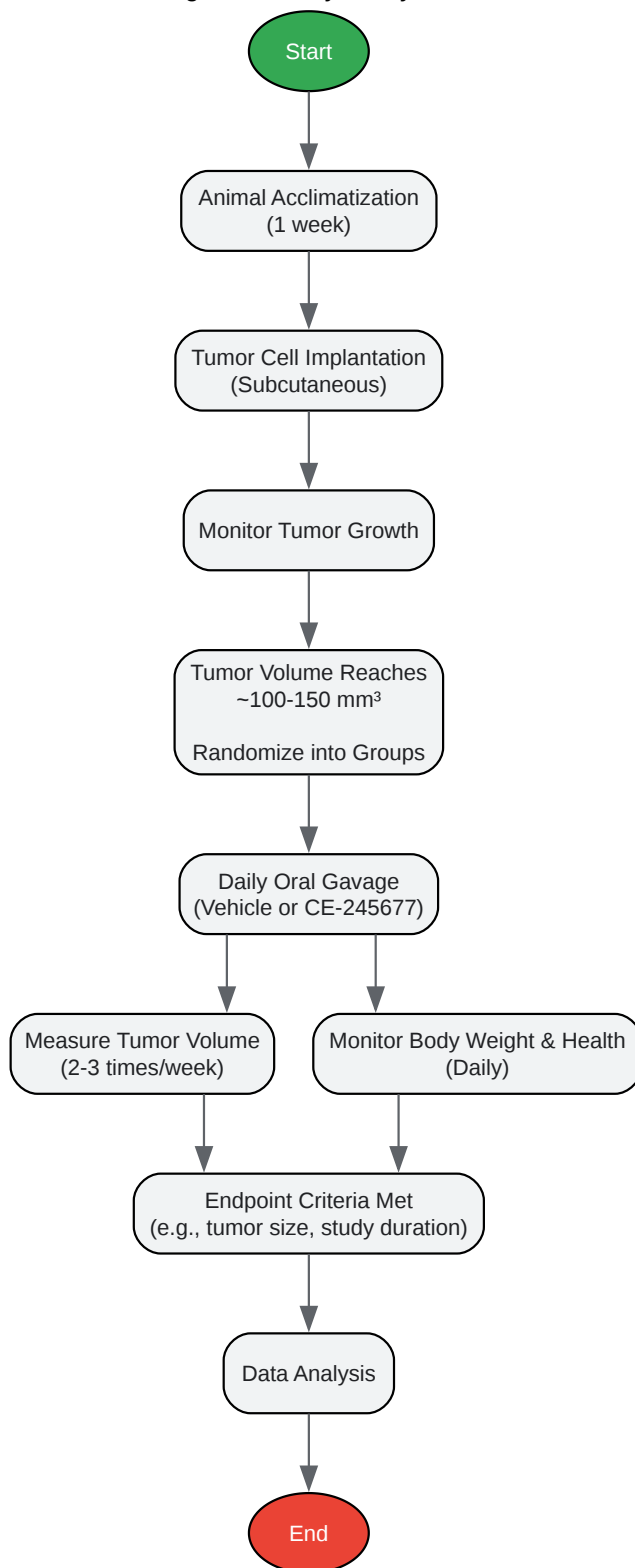 Start
Animal Acclimatization
(1 week)
Tumor Cell Implantation
(Subcutaneous)
Monitor Tumor Growth
Tumor Volume Reaches
~100-150 mm³
Randomize into Groups
Daily Oral Gavage
(Vehicle or CE-245677)
Measure Tumor Volume
(2-3 times/week)
Monitor Body Weight & Health
(Daily)
Endpoint Criteria Met
(e.g., tumor size, study duration)
Data Analysis
End